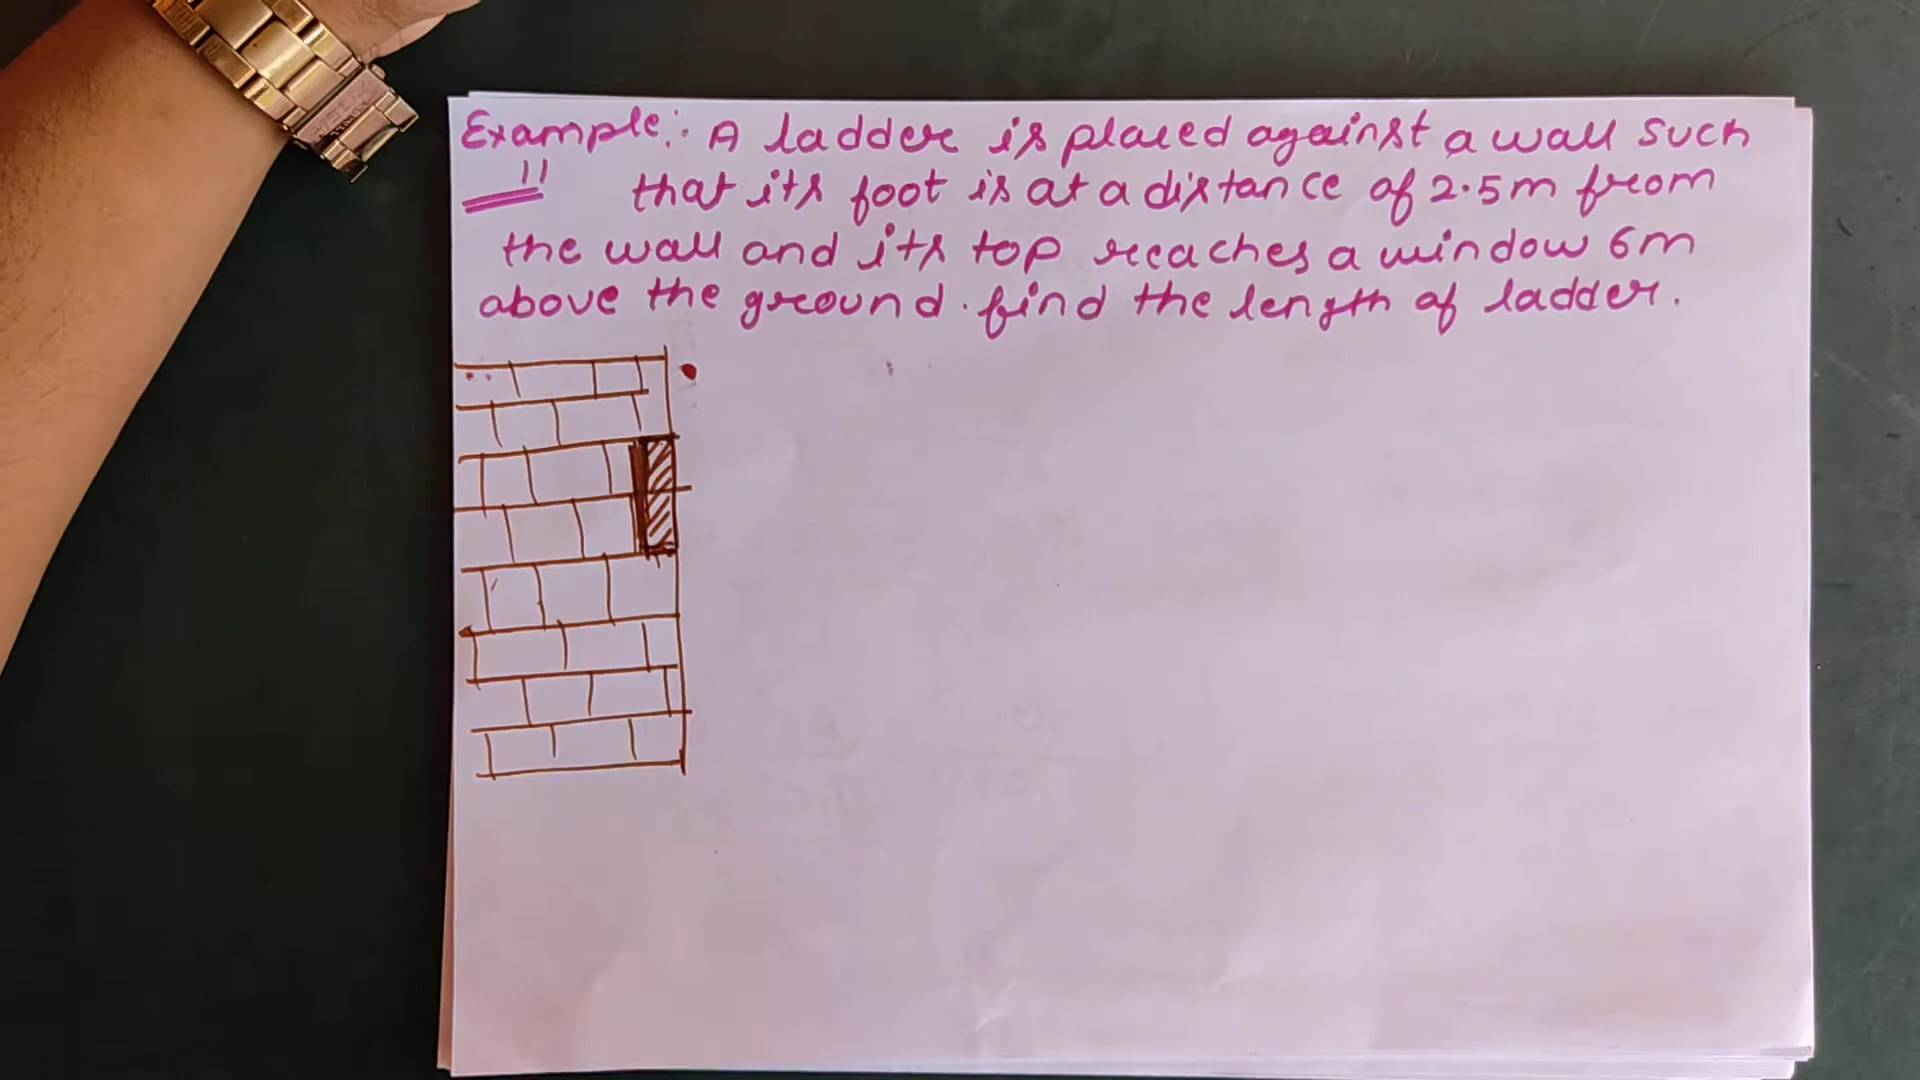 Example:. A ladder is placed against a wall such
11 that its foot is at a distance of 2.5m from
the wall and its top reaches a window 6m
above the ground. find the length of ladder.